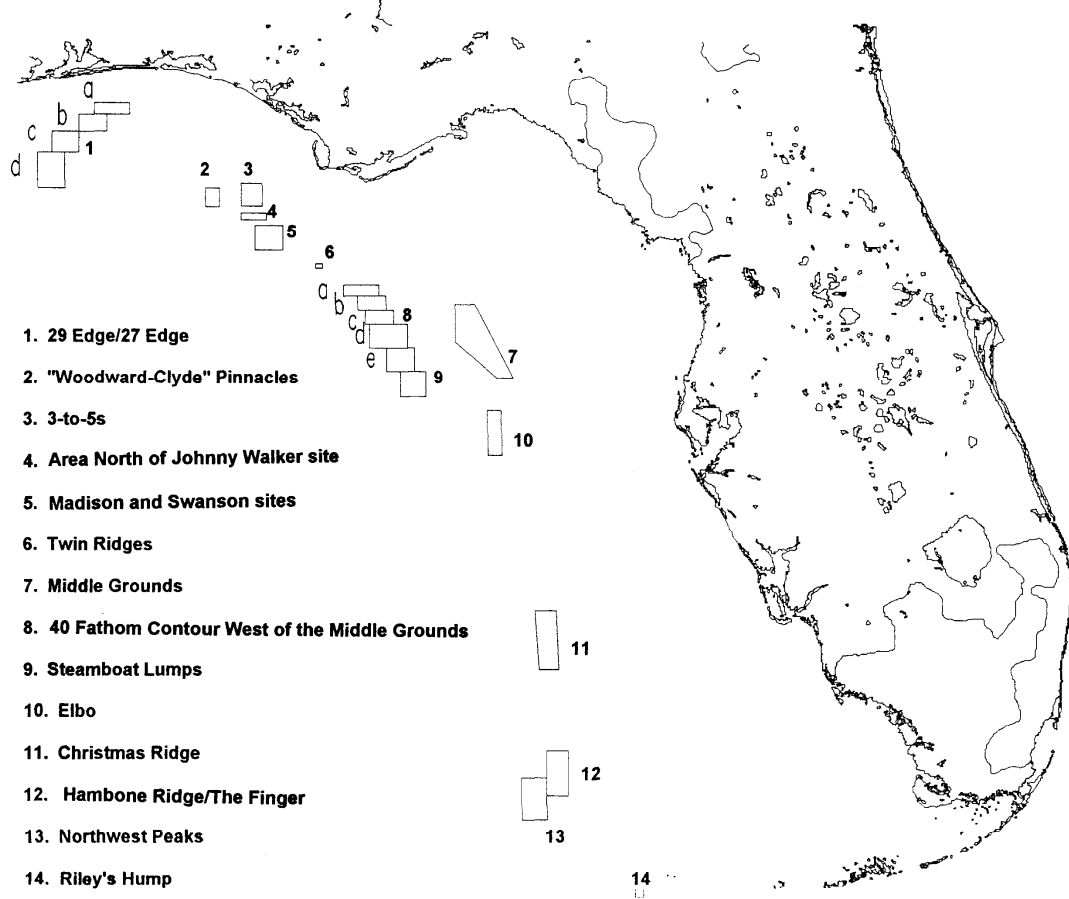 a
b
c
d
1
2
3
4
5
6
a
b
c
d
e
8
7
9
10
11
12
13
14
1. 29 Edge/27 Edge
2. "Woodward-Clyde" Pinnacles
3. 3-to-5s
4. Area North of Johnny Walker site
5. Madison and Swanson sites
6. Twin Ridges
7. Middle Grounds
8. 40 Fathom Contour West of the Middle Grounds
9. Steamboat Lumps
10. Elbo
11. Christmas Ridge
12. Hambone Ridge/The Finger
13. Northwest Peaks
14. Riley's Hump